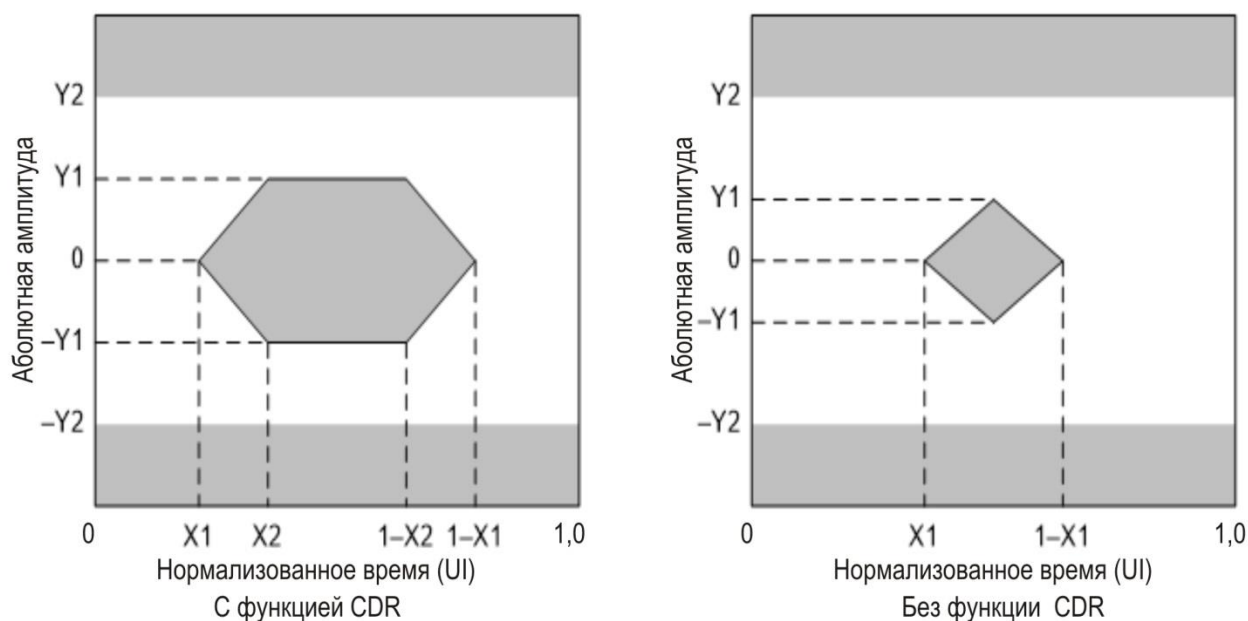 Y2
Y1
0
–Y1
–Y2
Аболютная амплитуда
0 X1 X2 1–X2 1–X1 1,0
Нормализованное время (UI)
С функцией CDR
Y2
Y1
0
–Y1
–Y2
Аболютная амплитуда
0 X1 1–X1 1,0
Нормализованное время (UI)
Без функции CDR